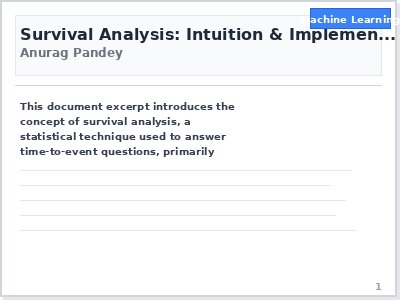 Machine Learning
Survival Analysis: Intuition & Implemen...
Anurag Pandey
This document excerpt introduces the
concept of survival analysis, a
statistical technique used to answer
time-to-event questions, primarily
1